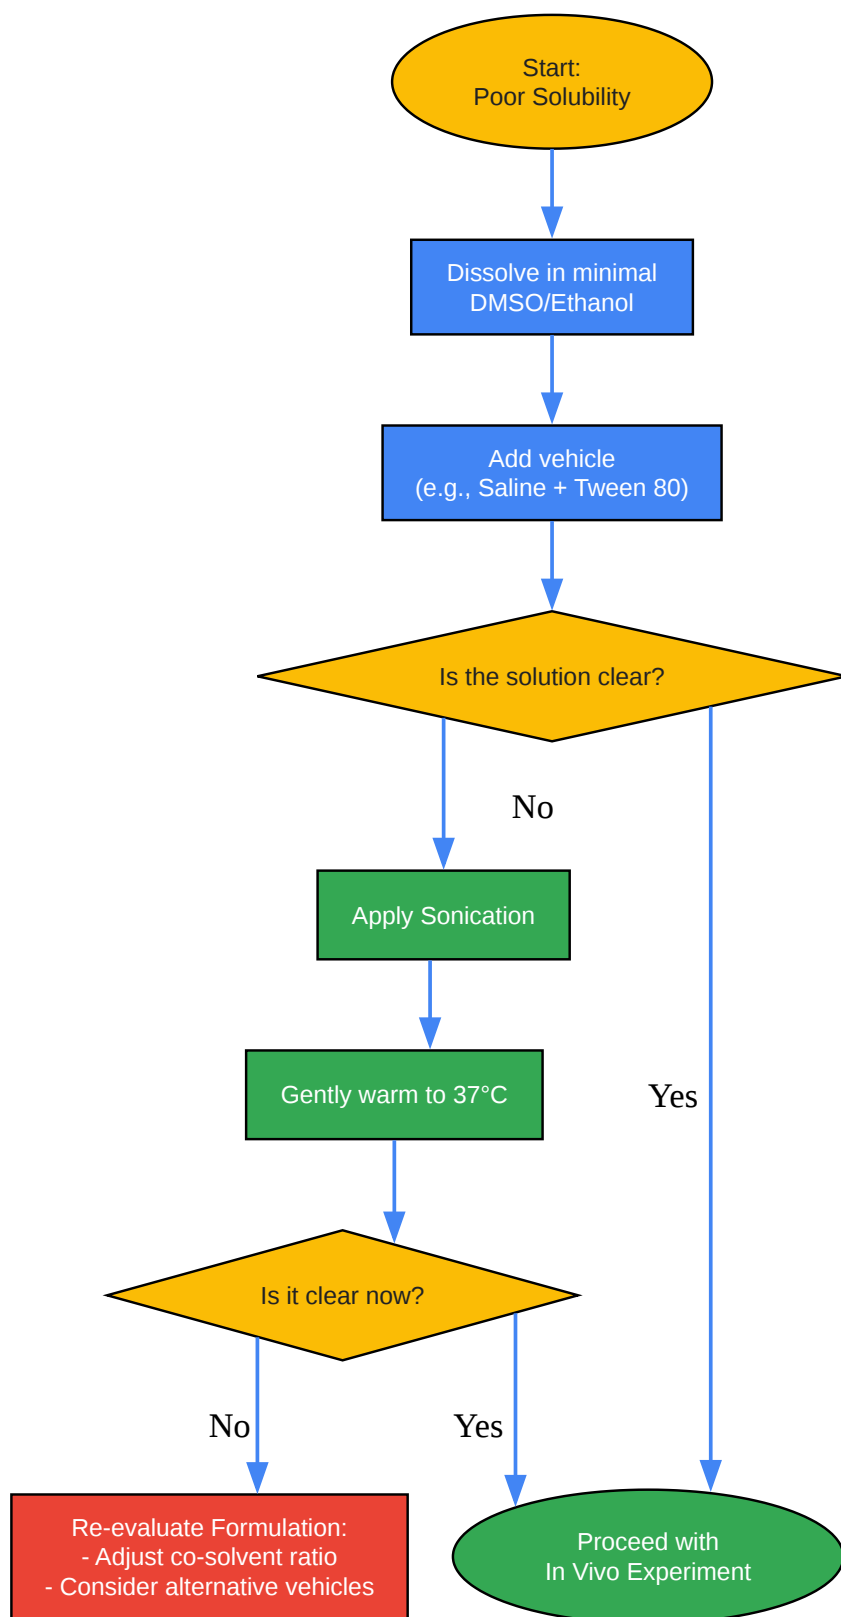 Start:
Poor Solubility
Dissolve in minimal
DMSO/Ethanol
Add vehicle
(e.g., Saline + Tween 80)
Is the solution clear?
No
Apply Sonication
Gently warm to 37°C
Yes
Is it clear now?
No
Yes
Re-evaluate Formulation:
- Adjust co-solvent ratio
- Consider alternative vehicles
Proceed with
In Vivo Experiment